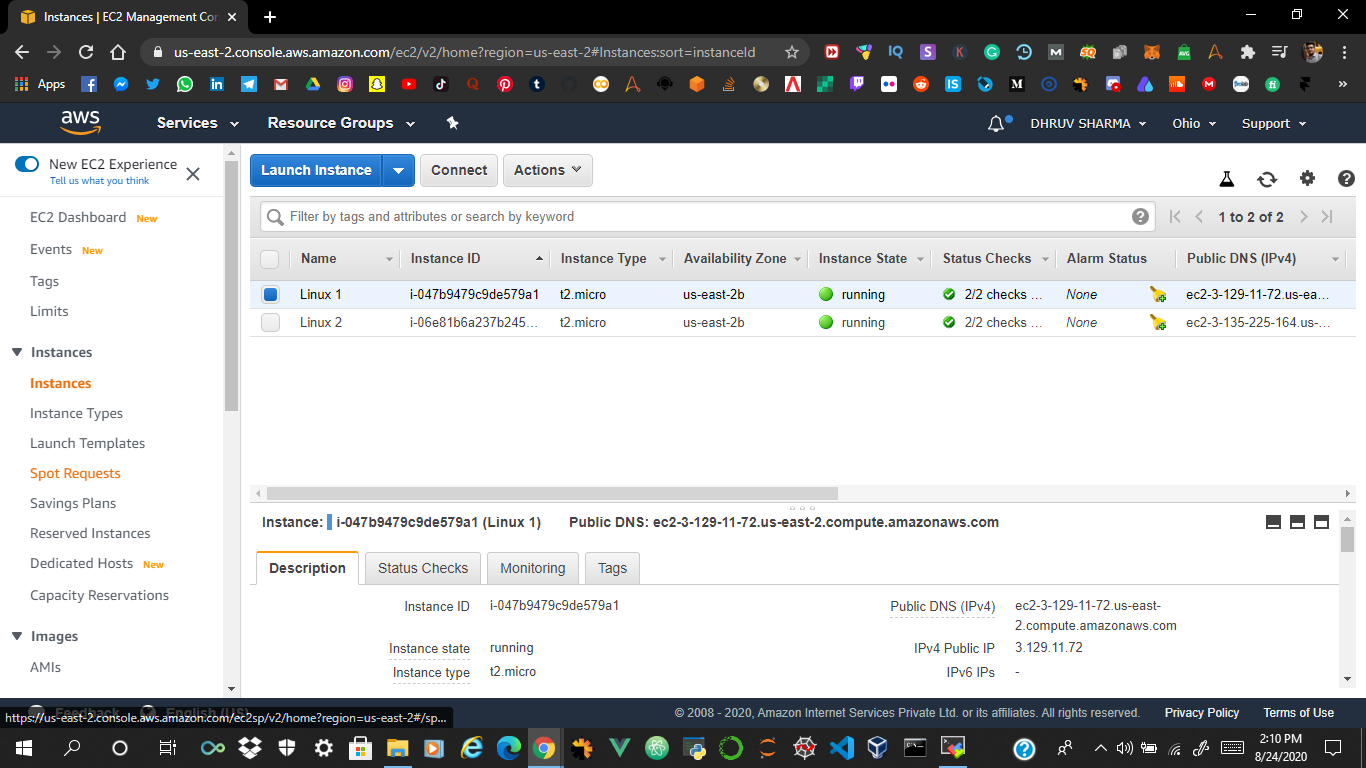 Instances | EC2 Management Con
us-east-2.console.aws.amazon.com/ec2/v2/home?region=us-east-2#Instances:sort=instanceId
Apps
aws Services Resource Groups DHRUV SHARMA Ohio Support
New EC2 Experience
Tell us what you think
EC2 Dashboard New
Events New
Tags
Limits
Instances
Instances
Instance Types
Launch Templates
Spot Requests
Savings Plans
Reserved Instances
Dedicated Hosts New
Capacity Reservations
Images
AMIs
Launch Instance Connect Actions
Filter by tags and attributes or search by keyword 1 to 2 of 2
Name Instance ID Instance Type Availability Zone Instance State Status Checks Alarm Status Public DNS (IPv4)
Linux 1 i-047b9479c9de579a1 t2.micro us-east-2b running 2/2 checks ... None ec2-3-129-11-72.us-ea...
Linux 2 i-06e81b6a237b245... t2.micro us-east-2b running 2/2 checks ... None ec2-3-135-225-164.us-...
Instance: i-047b9479c9de579a1 (Linux 1) Public DNS: ec2-3-129-11-72.us-east-2.compute.amazonaws.com
Description Status Checks Monitoring Tags
Instance ID i-047b9479c9de579a1 Public DNS (IPv4) ec2-3-129-11-72.us-east-
2.compute.amazonaws.com
Instance state running IPv4 Public IP 3.129.11.72
Instance type t2.micro IPv6 IPs -
Feedback English (US)
https://us-east-2.console.aws.amazon.com/ec2sp/v2/home?region=us-east-2#/sp...
© 2008 - 2020, Amazon Internet Services Private Ltd. or its affiliates. All rights reserved. Privacy Policy Terms of Use
2:10 PM
8/24/2020